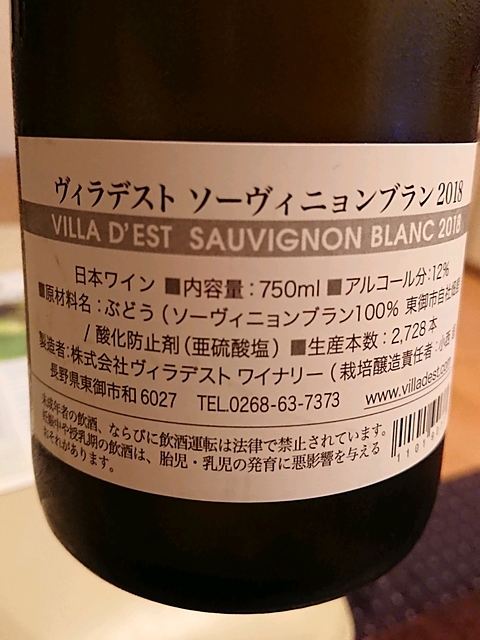 ヴィラデスト ソーヴィニョンブラン 2018
VILLA D'EST SAUVIGNON BLANC 2018
日本ワイン ■内容量：750ml ■アルコール分：12%
■原材料名：ぶどう（ソーヴィニョンブラン100% 東御市自社
/ 酸化防止剤（亜硫酸塩） ■生産本数：2,728本
製造者：株式会社ヴィラデスト ワイナリー（栽培醸造責任者：小西
長野県東御市和 6027 TEL.0268-63-7373 www.villadest.com
未成年者の飲酒、ならびに飲酒運転は法律で禁止されています。
妊娠中や授乳期の飲酒は、胎児・乳児の発育に悪影響を与える
おそれがあります。